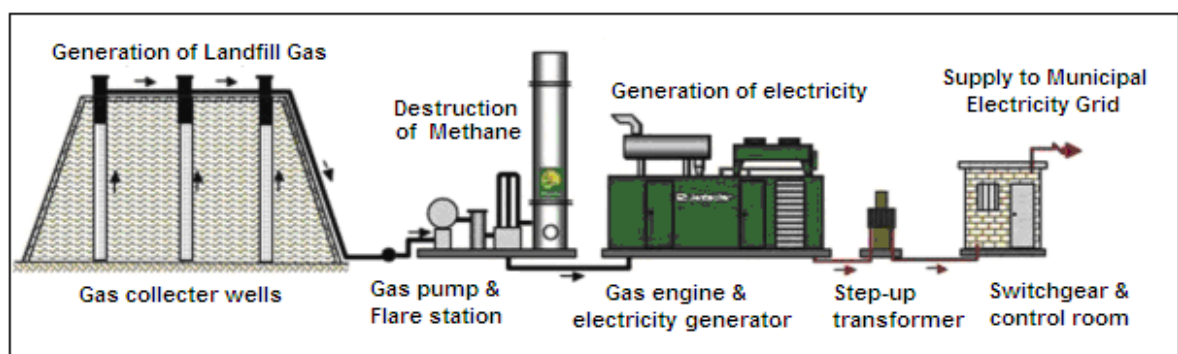 Generation of Landfill Gas
Destruction
of Methane
Generation of electricity
Supply to Municipal
Electricity Grid
Gas collecter wells
Gas pump &
Flare station
Gas engine &
electricity generator
Step-up
transformer
Switchgear &
control room